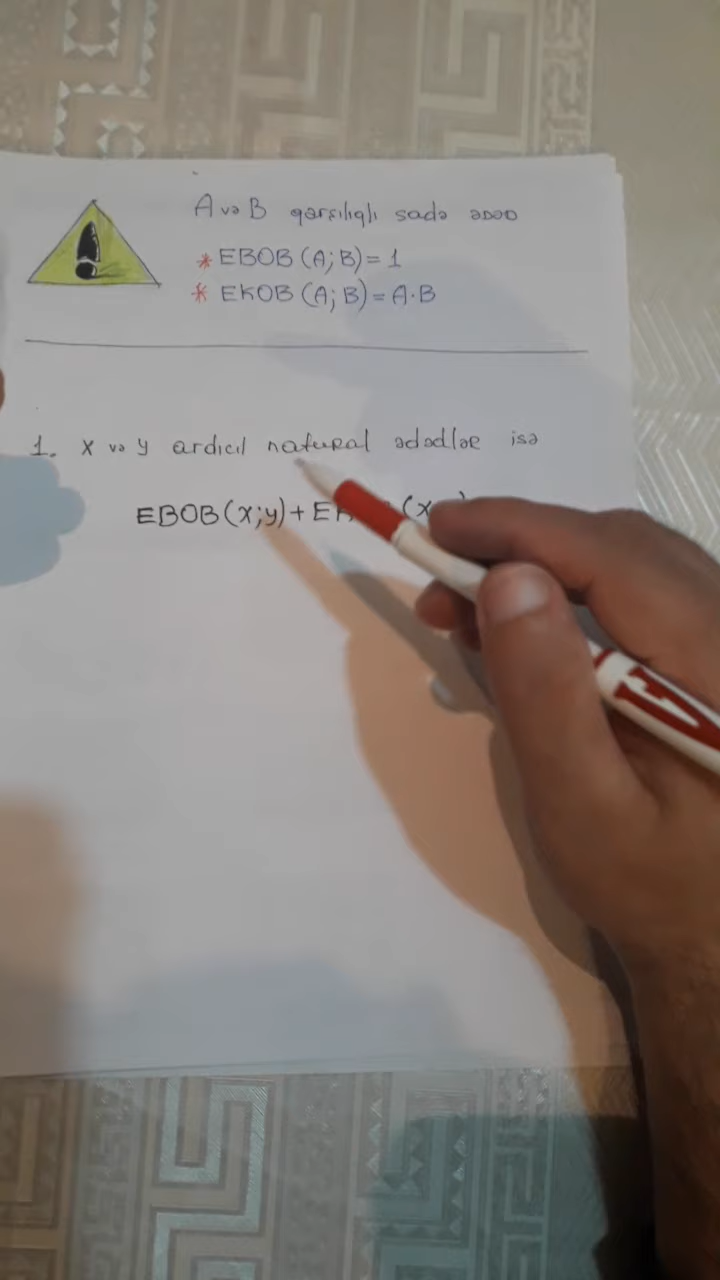 A və B qarşılıqlı sadə ədəd
* EBOB (A; B) = 1
* EKOB (A; B) = A·B
1. x və y ardıcıl natural ədədlər isə
EBOB (x;y) +